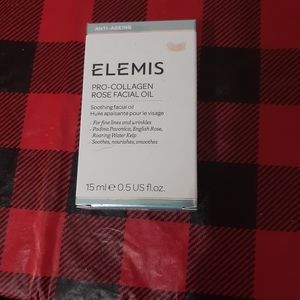 ANTI-AGEING
ELEMIS
PRO-COLLAGEN
ROSE FACIAL OIL
Soothing facial oil
Huile apaisante pour le visage
- For fine lines and wrinkles
- Padina Pavonica, English Rose,
Roaring Water Kelp
- Soothes, nourishes, smoothes
15 ml e 0.5 US fl.oz.